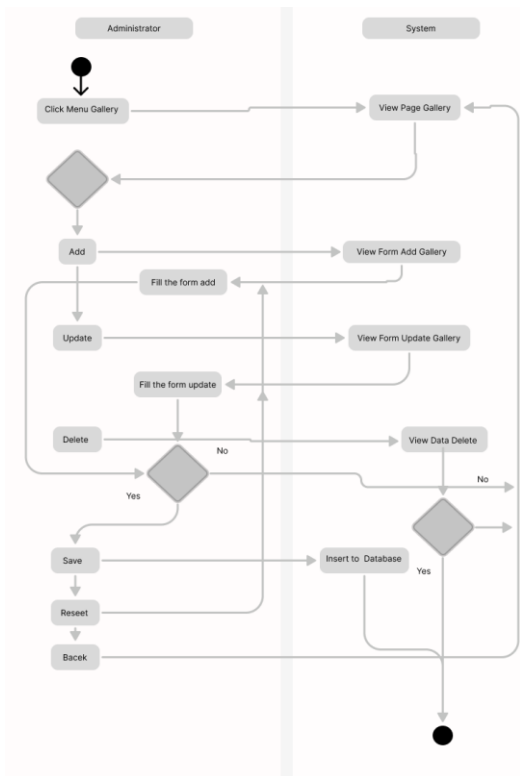 Administrator
System
Click Menu Gallery
View Page Gallery
Add
View Form Add Gallery
Fill the form add
Update
View Form Update Gallery
Fill the form update
Delete
View Data Delete
No
No
Yes
Save
Insert to Database
Yes
Reseet
Bacek